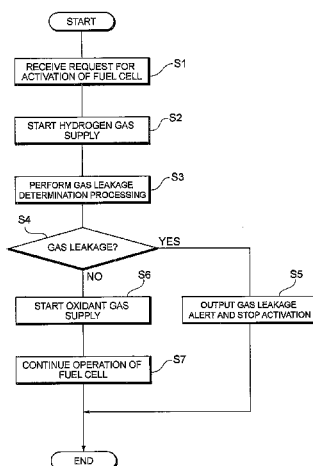 START
RECEIVE REQUEST FOR
ACTIVATION OF FUEL CELL
S1
START HYDROGEN GAS
SUPPLY
S2
PERFORM GAS LEAKAGE
DETERMINATION PROCESSING
S3
S4
GAS LEAKAGE?
YES
NO
S6
START OXIDANT GAS
SUPPLY
S5
OUTPUT GAS LEAKAGE
ALERT AND STOP ACTIVATION
CONTINUE OPERATION OF
FUEL CELL
S7
END